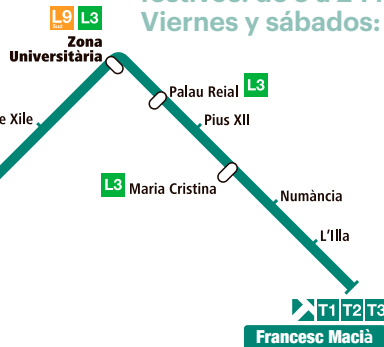 Viernes y sábados:
L9 Sud L3
Zona
Universitària
Palau Reial L3
e Xile
Pius XII
L3 Maria Cristina
Numància
L'Illa
T1 T2 T3
Francesc Macià